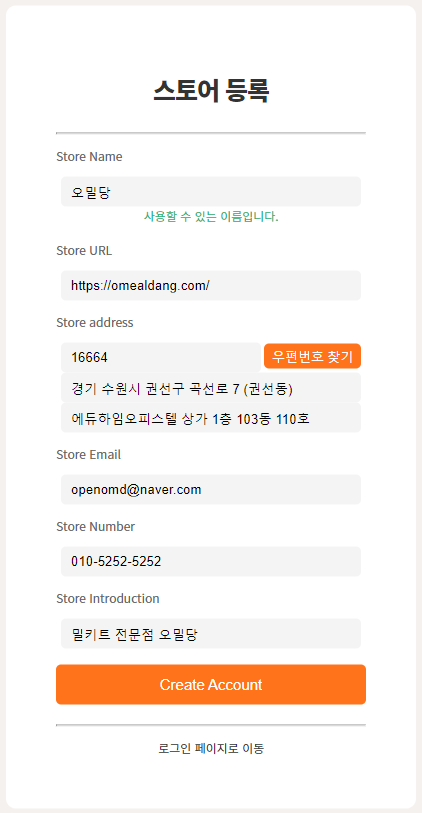 스토어 등록
Store Name
오밀당
사용할 수 있는 이름입니다.
Store URL
https://omealdang.com/
Store address
16664
우편번호 찾기
경기 수원시 권선구 곡선로 7 (권선동)
에듀하임오피스텔 상가 1층 103동 110호
Store Email
openomd@naver.com
Store Number
010-5252-5252
Store Introduction
밀키트 전문점 오밀당
Create Account
로그인 페이지로 이동